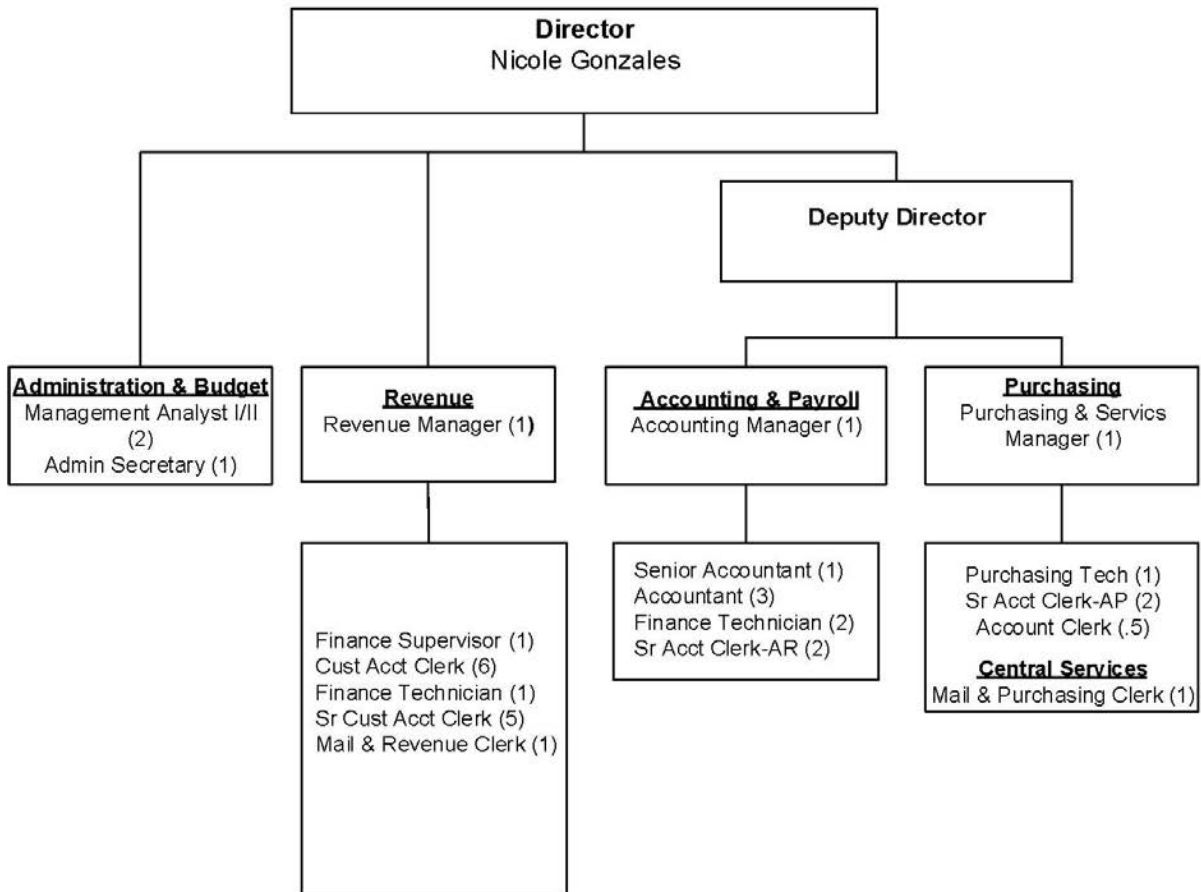 Director
Nicole Gonzales
Deputy Director
Administration & Budget
Management Analyst I/II
(2)
Admin Secretary (1)
Revenue
Revenue Manager (1)
Accounting & Payroll
Accounting Manager (1)
Purchasing
Purchasing & Servics
Manager (1)
Finance Supervisor (1)
Cust Acct Clerk (6)
Finance Technician (1)
Sr Cust Acct Clerk (5)
Mail & Revenue Clerk (1)
Senior Accountant (1)
Accountant (3)
Finance Technician (2)
Sr Acct Clerk-AR (2)
Purchasing Tech (1)
Sr Acct Clerk-AP (2)
Account Clerk (.5)
Central Services
Mail & Purchasing Clerk (1)